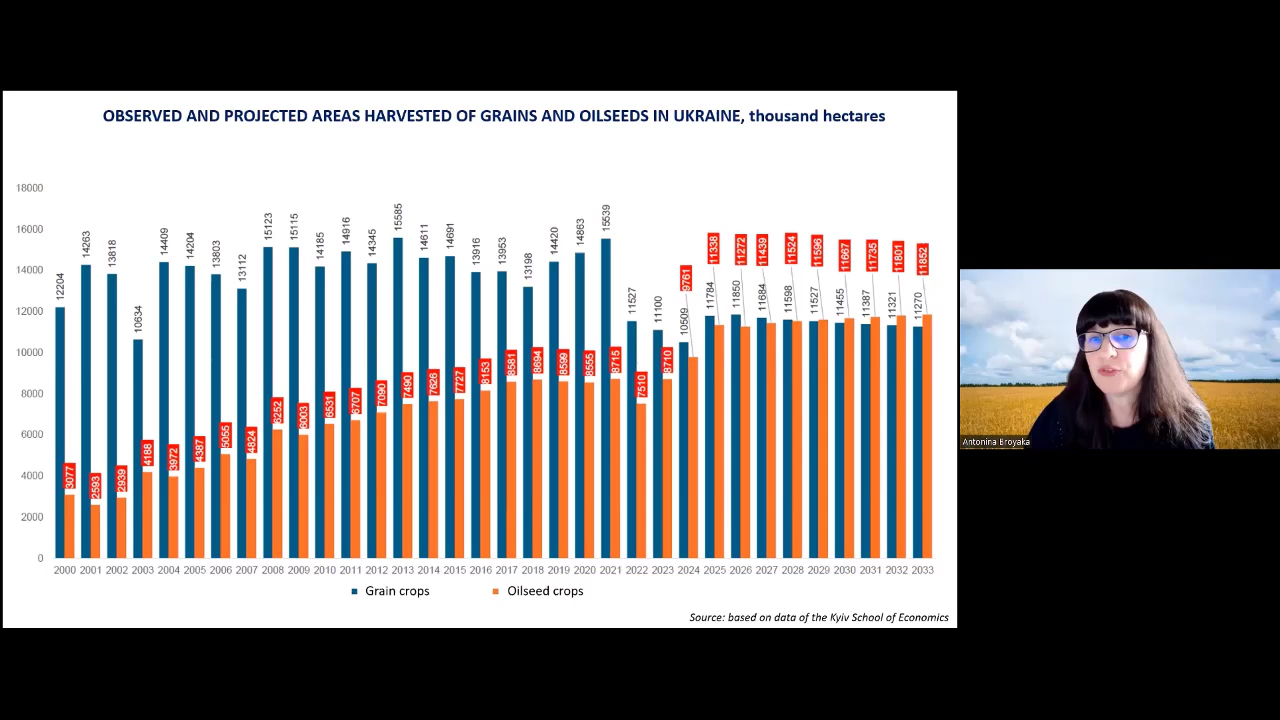 OBSERVED AND PROJECTED AREAS HARVESTED OF GRAINS AND OILSEEDS IN UKRAINE, thousand hectares
18000
16000
14000
12000
10000
8000
6000
4000
2000
0
12204 14263 13818 10634 14409 14204 13803 13112 15123 15115 14185 14916 14345 15585 14611 14691 13916 13953 13198 14420 14863 15539 11527 11100 10509 11784 11850 11684 11598 11527 11455 11387 11321 11270
3077 2593 2939 4188 3972 4387 5055 4824 6252 6003 6531 6707 7090 7490 7626 7727 8153 8581 8694 8599 8555 8715 7510 8710 9761 11338 11272 11439 11524 11596 11667 11735 11801 11852
2000 2001 2002 2003 2004 2005 2006 2007 2008 2009 2010 2011 2012 2013 2014 2015 2016 2017 2018 2019 2020 2021 2022 2023 2024 2025 2026 2027 2028 2029 2030 2031 2032 2033
Grain crops Oilseed crops
Source: based on data of the Kyiv School of Economics
Antonina Broyaka